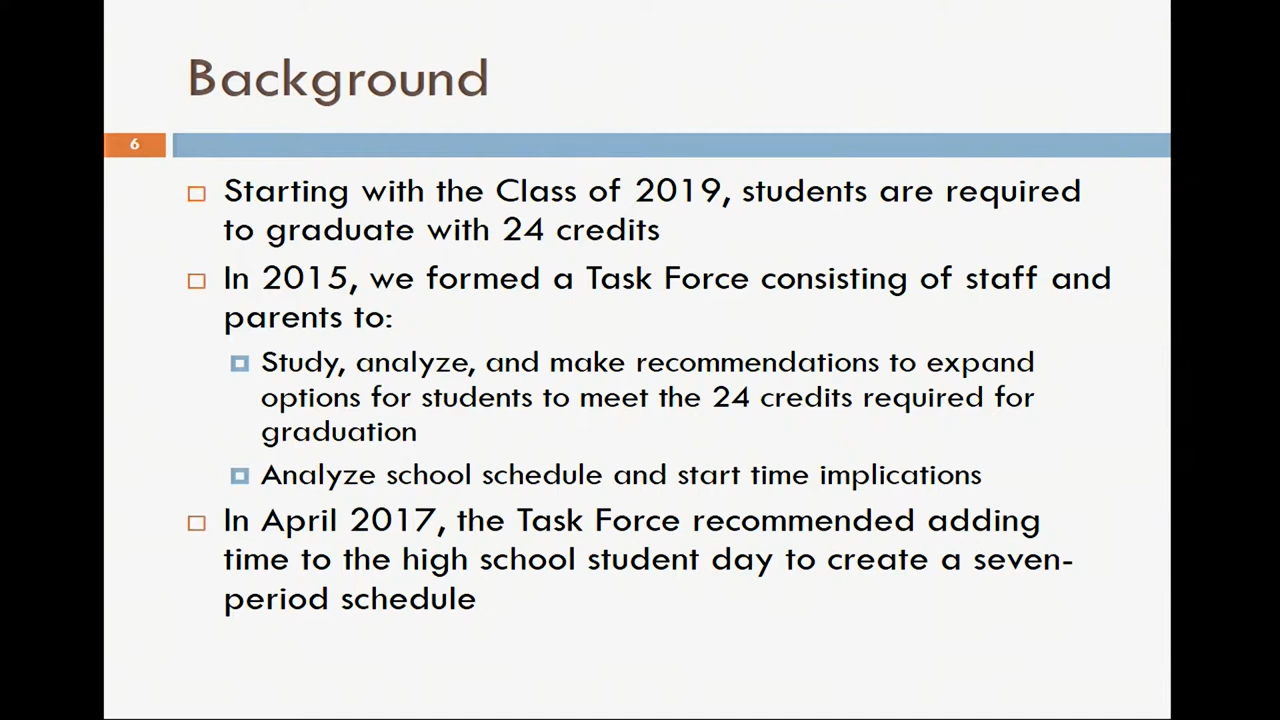 Background
6
Starting with the Class of 2019, students are required
to graduate with 24 credits
In 2015, we formed a Task Force consisting of staff and
parents to:
Study, analyze, and make recommendations to expand
options for students to meet the 24 credits required for
graduation
Analyze school schedule and start time implications
In April 2017, the Task Force recommended adding
time to the high school student day to create a seven-
period schedule